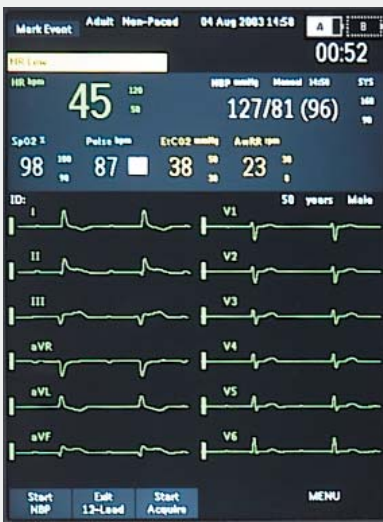 Mark Event Adult Non-Paced 04 Aug 2003 14:58 A B
00:52
HR Low
HR bpm NBP mmHg Manual 14:58 SYS
45 120 50 127/81 (96) 160 90
SpO2 % Pulse bpm EtCO2 mmHg AwRR rpm
98 100 90 87 38 50 30 23 30 8
ID: 50 years Male
I V1
II V2
III V3
aVR V4
aVL V5
aVF V6
Start NBP Exit 12-Lead Start Acquire MENU